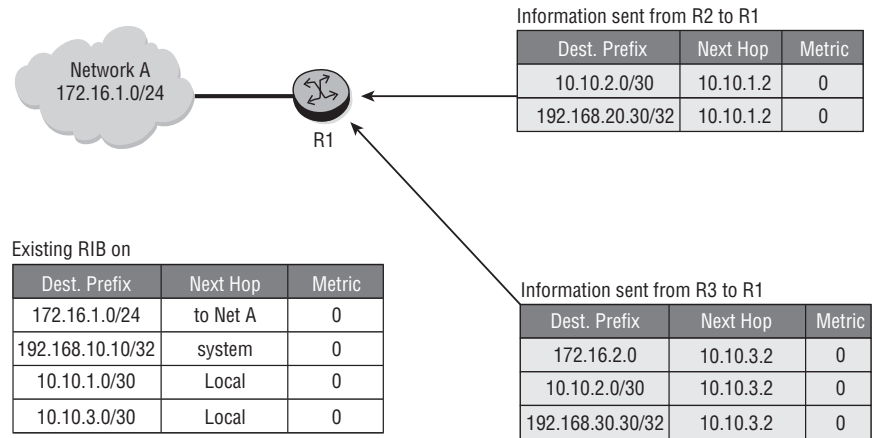 Information sent from R2 to R1
Dest. Prefix Next Hop Metric
10.10.2.0/30 10.10.1.2 0
192.168.20.30/32 10.10.1.2 0
Network A
172.16.1.0/24
R1
Existing RIB on
Dest. Prefix Next Hop Metric
172.16.1.0/24 to Net A 0
192.168.10.10/32 system 0
10.10.1.0/30 Local 0
10.10.3.0/30 Local 0
Information sent from R3 to R1
Dest. Prefix Next Hop Metric
172.16.2.0 10.10.3.2 0
10.10.2.0/30 10.10.3.2 0
192.168.30.30/32 10.10.3.2 0